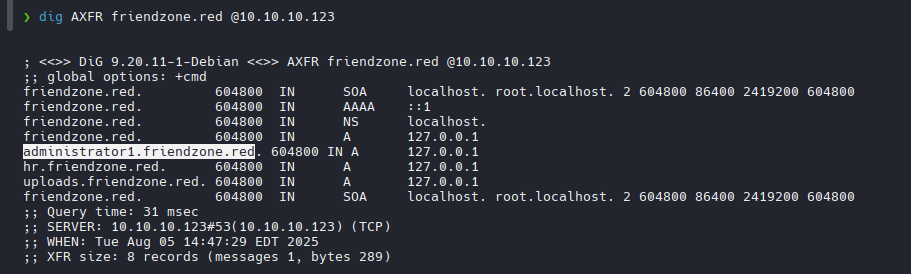 ❯ dig AXFR friendzone.red @10.10.10.123
; <<>> DiG 9.20.11-1-Debian <<>> AXFR friendzone.red @10.10.10.123
;; global options: +cmd
friendzone.red. 604800 IN SOA localhost. root.localhost. 2 604800 86400 2419200 604800
friendzone.red. 604800 IN AAAA ::1
friendzone.red. 604800 IN NS localhost.
friendzone.red. 604800 IN A 127.0.0.1
administrator1.friendzone.red. 604800 IN A 127.0.0.1
hr.friendzone.red. 604800 IN A 127.0.0.1
uploads.friendzone.red. 604800 IN A 127.0.0.1
friendzone.red. 604800 IN SOA localhost. root.localhost. 2 604800 86400 2419200 604800
;; Query time: 31 msec
;; SERVER: 10.10.10.123#53(10.10.10.123) (TCP)
;; WHEN: Tue Aug 05 14:47:29 EDT 2025
;; XFR size: 8 records (messages 1, bytes 289)